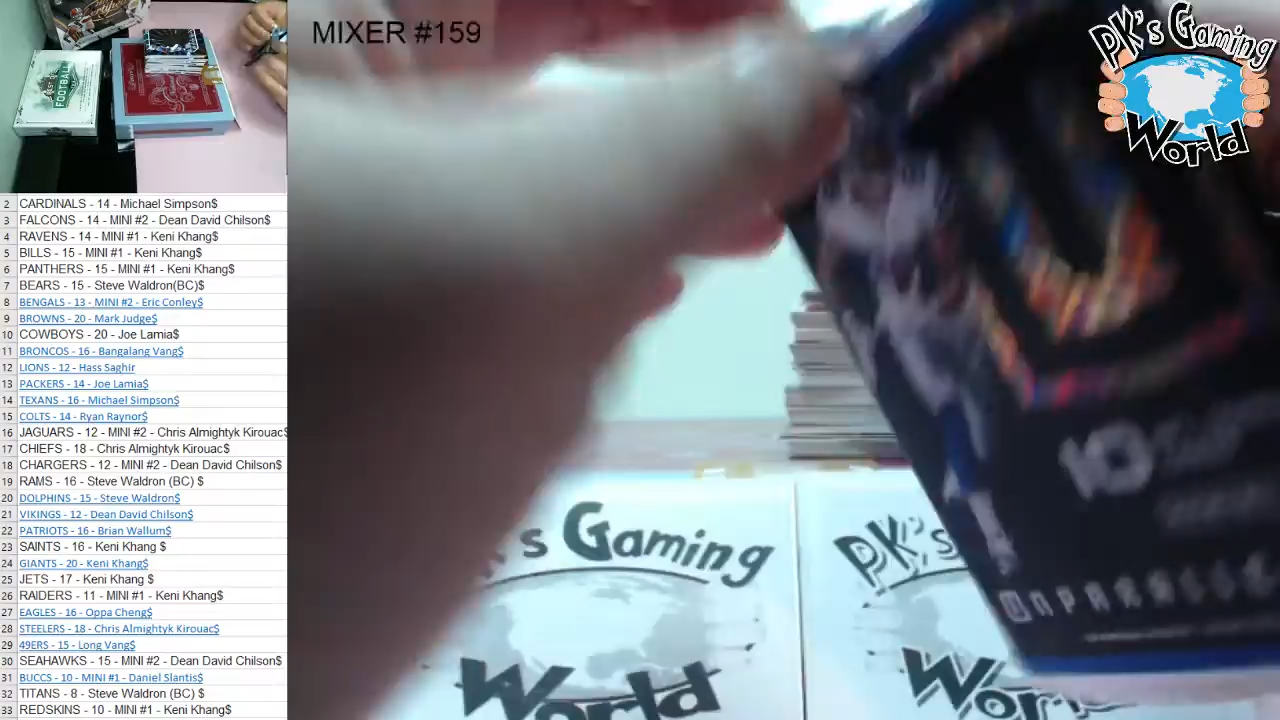 MIXER #159
PK's Gaming
World
FOOTBALL
2 CARDINALS - 14 - Michael Simpson$
3 FALCONS - 14 - MINI #2 - Dean David Chilson$
4 RAVENS - 14 - MINI #1 - Keni Khang$
5 BILLS - 15 - MINI #1 - Keni Khang$
6 PANTHERS - 15 - MINI #1 - Keni Khang$
7 BEARS - 15 - Steve Waldron(BC)$
8 BENGALS - 13 - MINI #2 - Eric Conley$
9 BROWNS - 20 - Mark Judge$
10 COWBOYS - 20 - Joe Lamia$
11 BRONCOS - 16 - Bangalang Vang$
12 LIONS - 12 - Hass Saghir
13 PACKERS - 14 - Joe Lamia$
14 TEXANS - 16 - Michael Simpson$
15 COLTS - 14 - Ryan Raynor$
16 JAGUARS - 12 - MINI #2 - Chris Almightyk Kirouac$
17 CHIEFS - 18 - Chris Almightyk Kirouac$
18 CHARGERS - 12 - MINI #2 - Dean David Chilson$
19 RAMS - 16 - Steve Waldron (BC) $
20 DOLPHINS - 15 - Steve Waldron$
21 VIKINGS - 12 - Dean David Chilson$
22 PATRIOTS - 16 - Brian Wallum$
23 SAINTS - 16 - Keni Khang $
24 GIANTS - 20 - Keni Khang$
25 JETS - 17 - Keni Khang $
26 RAIDERS - 11 - MINI #1 - Keni Khang$
27 EAGLES - 16 - Oppa Cheng$
28 STEELERS - 18 - Chris Almightyk Kirouac$
29 49ERS - 15 - Long Vang$
30 SEAHAWKS - 15 - MINI #2 - Dean David Chilson$
31 BUCCS - 10 - MINI #1 - Daniel Slantis$
32 TITANS - 8 - Steve Waldron (BC) $
33 REDSKINS - 10 - MINI #1 - Keni Khang$
10
's Gaming
World
PK's
World